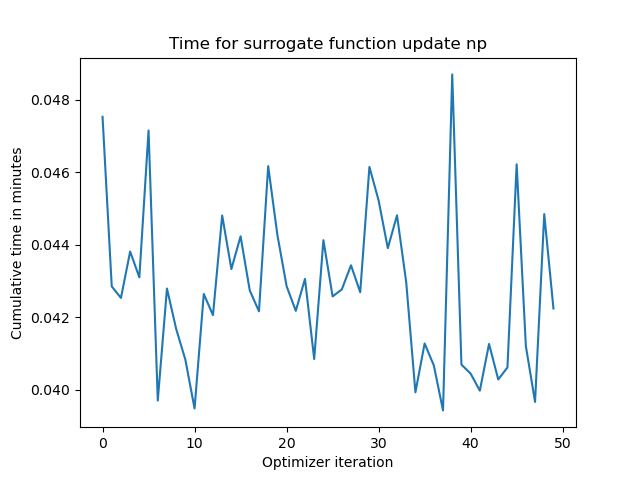 Time for surrogate function update np
Cumulative time in minutes
0.048
0.046
0.044
0.042
0.040
0 10 20 30 40 50
Optimizer iteration